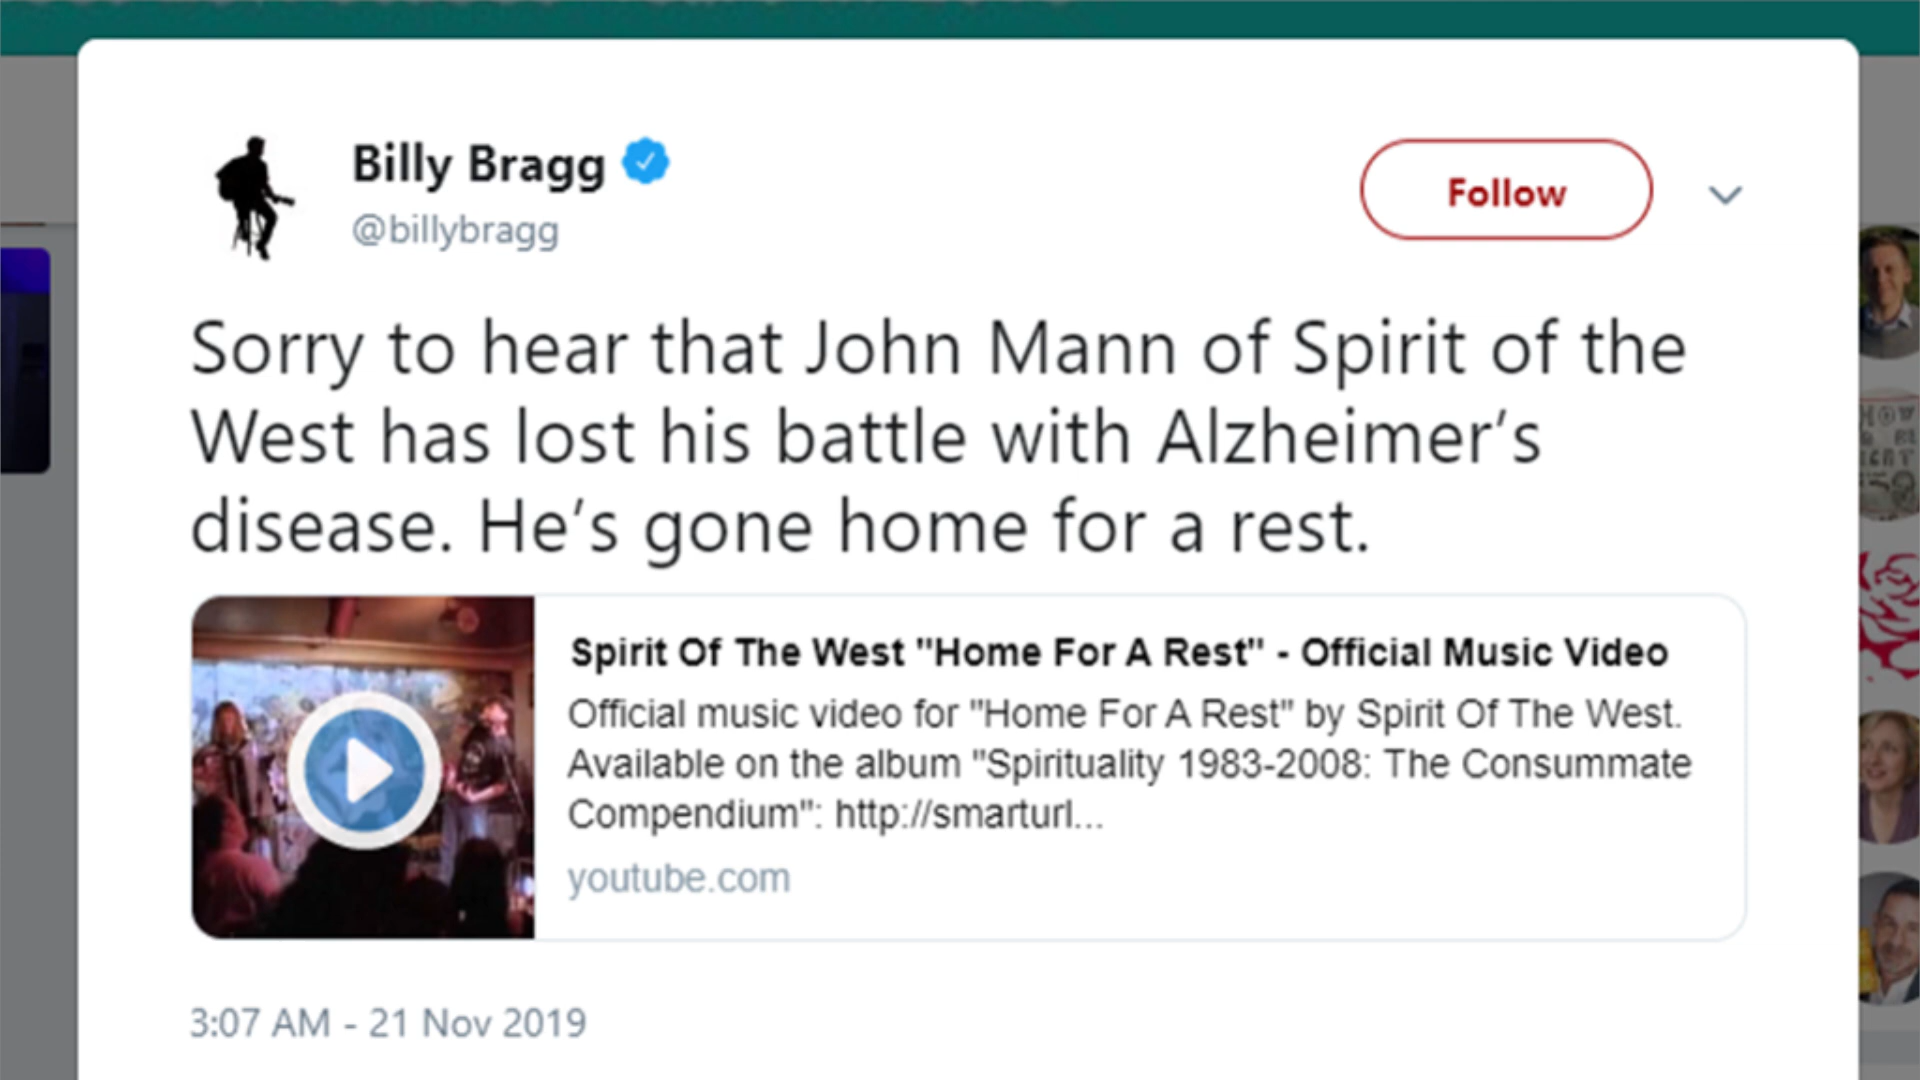 Billy Bragg
@billybragg
Follow
Sorry to hear that John Mann of Spirit of the
West has lost his battle with Alzheimer’s
disease. He’s gone home for a rest.
Spirit Of The West "Home For A Rest" - Official Music Video
Official music video for "Home For A Rest" by Spirit Of The West.
Available on the album "Spirituality 1983-2008: The Consummate
Compendium": http://smarturl...
youtube.com
3:07 AM - 21 Nov 2019